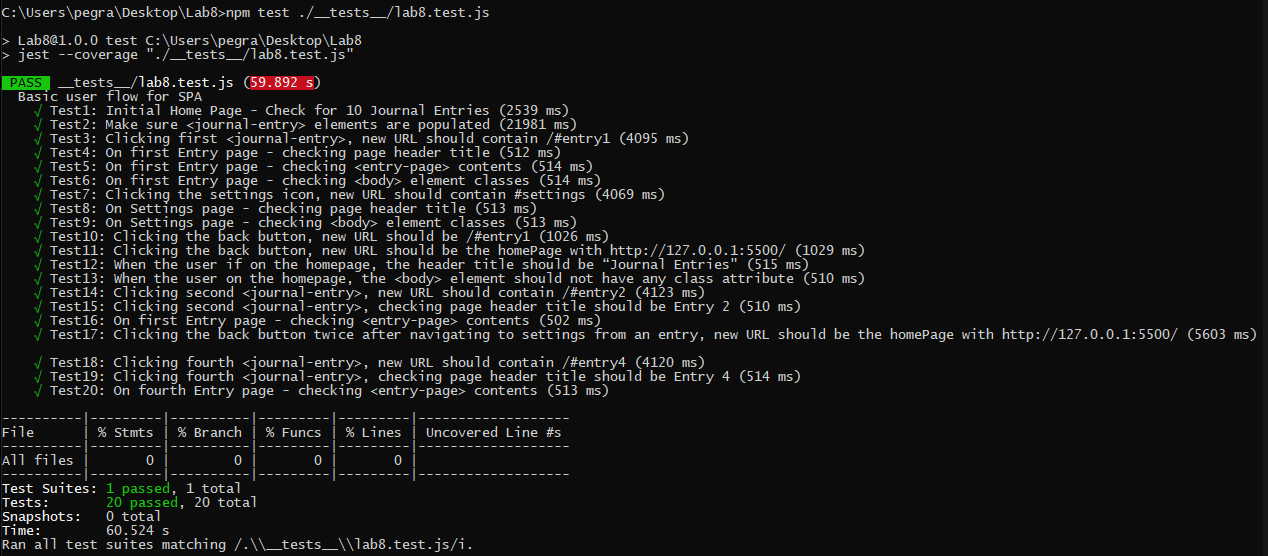 C:\Users\pegra\Desktop\Lab8>npm test ./__tests__/lab8.test.js
> Lab8@1.0.0 test C:\Users\pegra\Desktop\Lab8
> jest --coverage "./__tests__/lab8.test.js"
PASS __tests__/lab8.test.js (59.892 s)
Basic user flow for SPA
√ Test1: Initial Home Page - Check for 10 Journal Entries (2539 ms)
√ Test2: Make sure <journal-entry> elements are populated (21981 ms)
√ Test3: Clicking first <journal-entry>, new URL should contain /#entry1 (4095 ms)
√ Test4: On first Entry page - checking page header title (512 ms)
√ Test5: On first Entry page - checking <entry-page> contents (514 ms)
√ Test6: On first Entry page - checking <body> element classes (514 ms)
√ Test7: Clicking the settings icon, new URL should contain #settings (4069 ms)
√ Test8: On Settings page - checking page header title (513 ms)
√ Test9: On Settings page - checking <body> element classes (513 ms)
√ Test10: Clicking the back button, new URL should be /#entry1 (1026 ms)
√ Test11: Clicking the back button, new URL should be the homePage with http://127.0.0.1:5500/ (1029 ms)
√ Test12: When the user if on the homepage, the header title should be “Journal Entries" (515 ms)
√ Test13: When the user on the homepage, the <body> element should not have any class attribute (510 ms)
√ Test14: Clicking second <journal-entry>, new URL should contain /#entry2 (4123 ms)
√ Test15: Clicking second <journal-entry>, checking page header title should be Entry 2 (510 ms)
√ Test16: On first Entry page - checking <entry-page> contents (502 ms)
√ Test17: Clicking the back button twice after navigating to settings from an entry, new URL should be the homePage with http://127.0.0.1:5500/ (5603 ms)
√ Test18: Clicking fourth <journal-entry>, new URL should contain /#entry4 (4120 ms)
√ Test19: Clicking fourth <journal-entry>, checking page header title should be Entry 4 (514 ms)
√ Test20: On fourth Entry page - checking <entry-page> contents (513 ms)
----------|---------|----------|---------|---------|-------------------
File      | % Stmts | % Branch | % Funcs | % Lines | Uncovered Line #s
----------|---------|----------|---------|---------|-------------------
All files |       0 |        0 |       0 |       0 |
----------|---------|----------|---------|---------|-------------------
Test Suites: 1 passed, 1 total
Tests:       20 passed, 20 total
Snapshots:   0 total
Time:        60.524 s
Ran all test suites matching /.\\__tests__\\lab8.test.js/i.